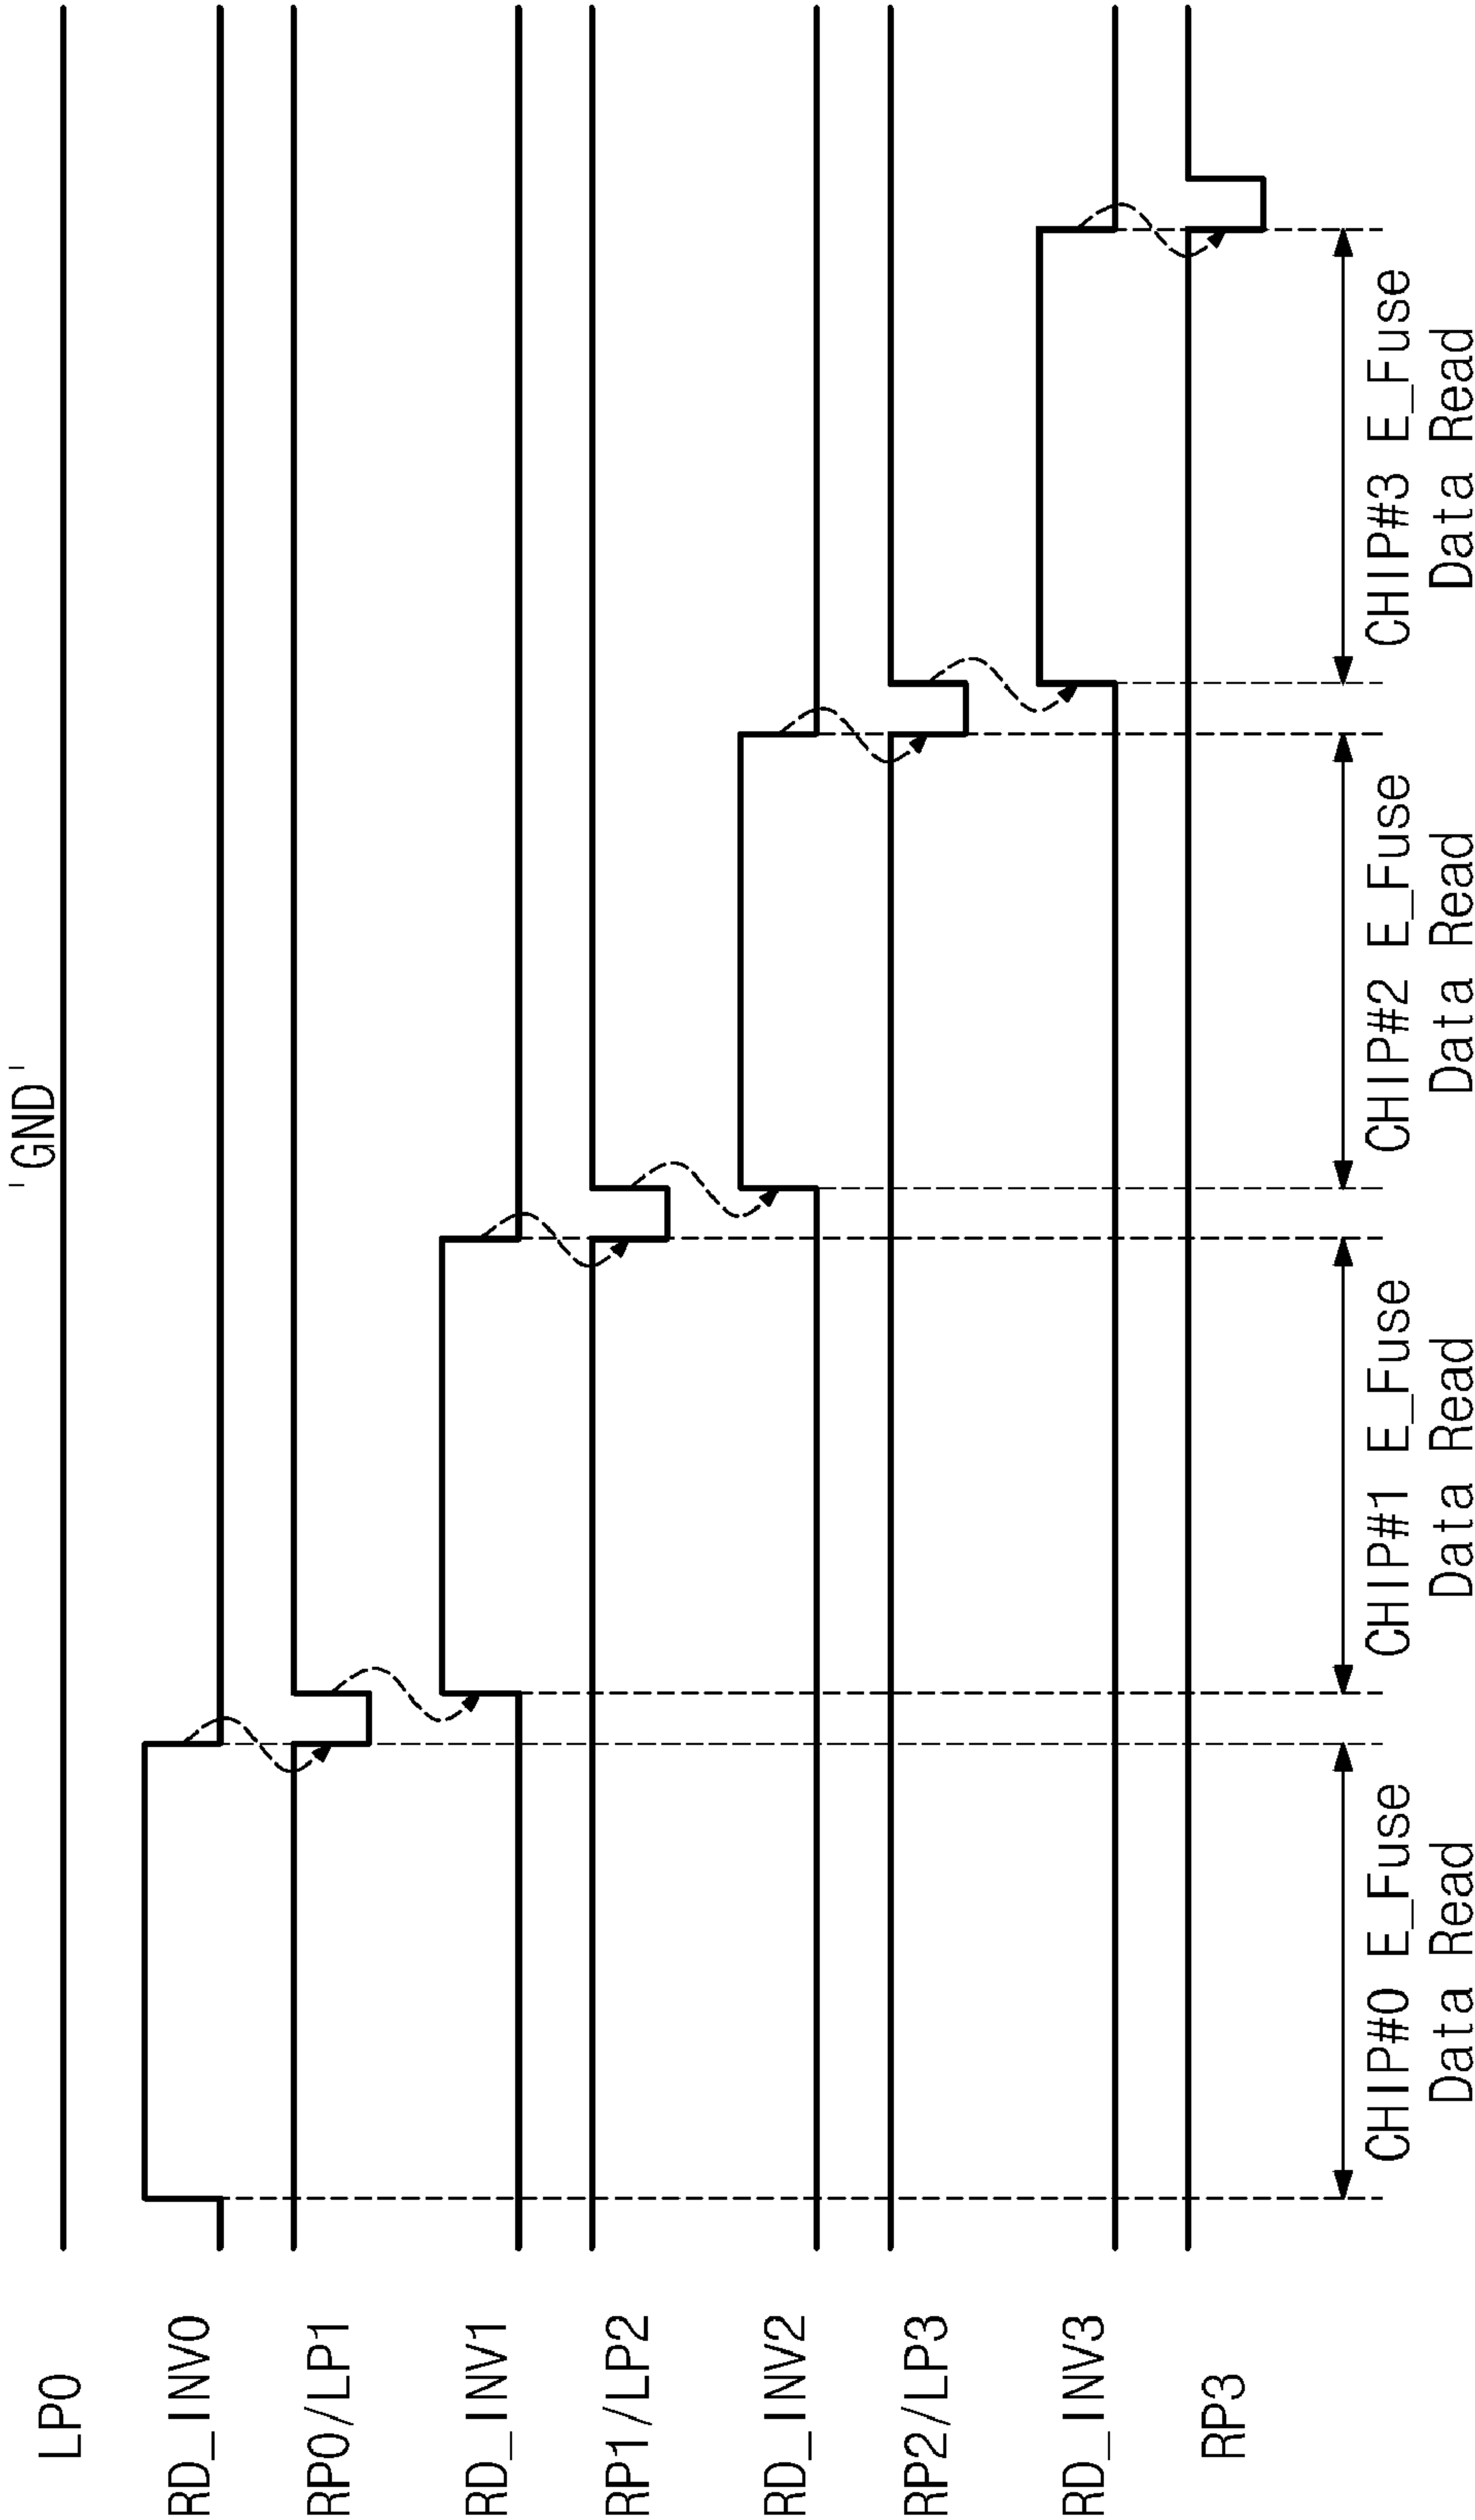 'GND'
LP0
RD_INV0
RP0/LP1
RD_INV1
RP1/LP2
RD_INV2
RP2/LP3
RD_INV3
RP3
CHIP#0 E_Fuse
Data Read
CHIP#1 E_Fuse
Data Read
CHIP#2 E_Fuse
Data Read
CHIP#3 E_Fuse
Data Read